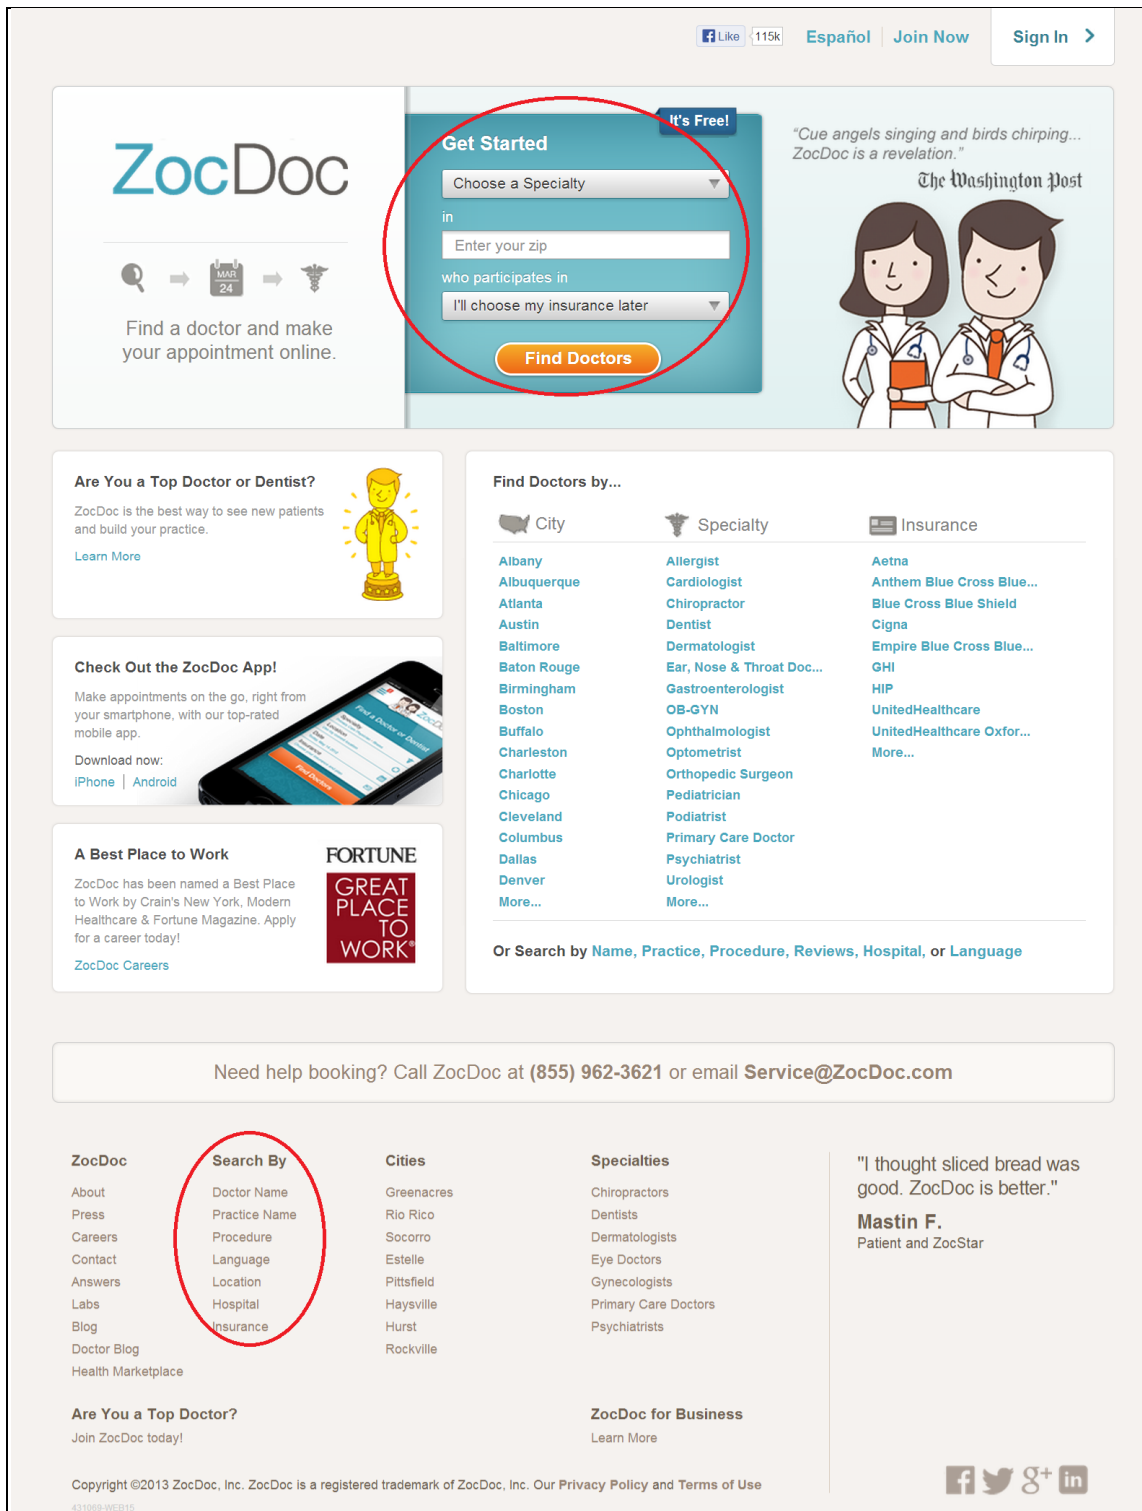 Like 115k Español Join Now Sign In
It's Free!
Get Started
Choose a Specialty
in
Enter your zip
who participates in
I'll choose my insurance later
Find Doctors
ZocDoc
MAR
24
Find a doctor and make
your appointment online.
“Cue angels singing and birds chirping...
ZocDoc is a revelation.”
The Washington Post
Are You a Top Doctor or Dentist?
ZocDoc is the best way to see new patients
and build your practice.
Learn More
Check Out the ZocDoc App!
Make appointments on the go, right from
your smartphone, with our top-rated
mobile app.
Download now:
iPhone | Android
ZocDoc
Find a Doctor or Dentist
Specialty
Location
Date
Insurance
Find Doctors
A Best Place to Work
ZocDoc has been named a Best Place
to Work by Crain's New York, Modern
Healthcare & Fortune Magazine. Apply
for a career today!
ZocDoc Careers
FORTUNE
GREAT
PLACE
TO
WORK®
Find Doctors by...
City
Albany
Albuquerque
Atlanta
Austin
Baltimore
Baton Rouge
Birmingham
Boston
Buffalo
Charleston
Charlotte
Chicago
Cleveland
Columbus
Dallas
Denver
More...
Specialty
Allergist
Cardiologist
Chiropractor
Dentist
Dermatologist
Ear, Nose & Throat Doc...
Gastroenterologist
OB-GYN
Ophthalmologist
Optometrist
Orthopedic Surgeon
Pediatrician
Podiatrist
Primary Care Doctor
Psychiatrist
Urologist
More...
Insurance
Aetna
Anthem Blue Cross Blue...
Blue Cross Blue Shield
Cigna
Empire Blue Cross Blue...
GHI
HIP
UnitedHealthcare
UnitedHealthcare Oxfor...
More...
Or Search by Name, Practice, Procedure, Reviews, Hospital, or Language
Need help booking? Call ZocDoc at (855) 962-3621 or email Service@ZocDoc.com
ZocDoc
About
Press
Careers
Contact
Answers
Labs
Blog
Doctor Blog
Health Marketplace
Search By
Doctor Name
Practice Name
Procedure
Language
Location
Hospital
Insurance
Cities
Greenacres
Rio Rico
Socorro
Estelle
Pittsfield
Haysville
Hurst
Rockville
Specialties
Chiropractors
Dentists
Dermatologists
Eye Doctors
Gynecologists
Primary Care Doctors
Psychiatrists
"I thought sliced bread was
good. ZocDoc is better."
Mastin F.
Patient and ZocStar
Are You a Top Doctor?
Join ZocDoc today!
ZocDoc for Business
Learn More
Copyright ©2013 ZocDoc, Inc. ZocDoc is a registered trademark of ZocDoc, Inc. Our Privacy Policy and Terms of Use
431069-WEB15